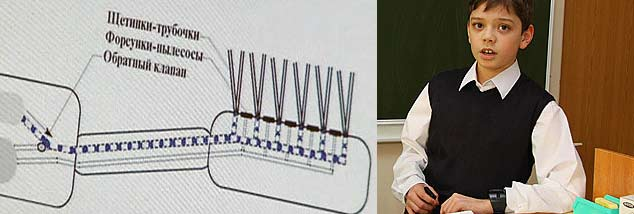 Щетинки-трубочки
Форсунки-пылесосы
Обратный клапан